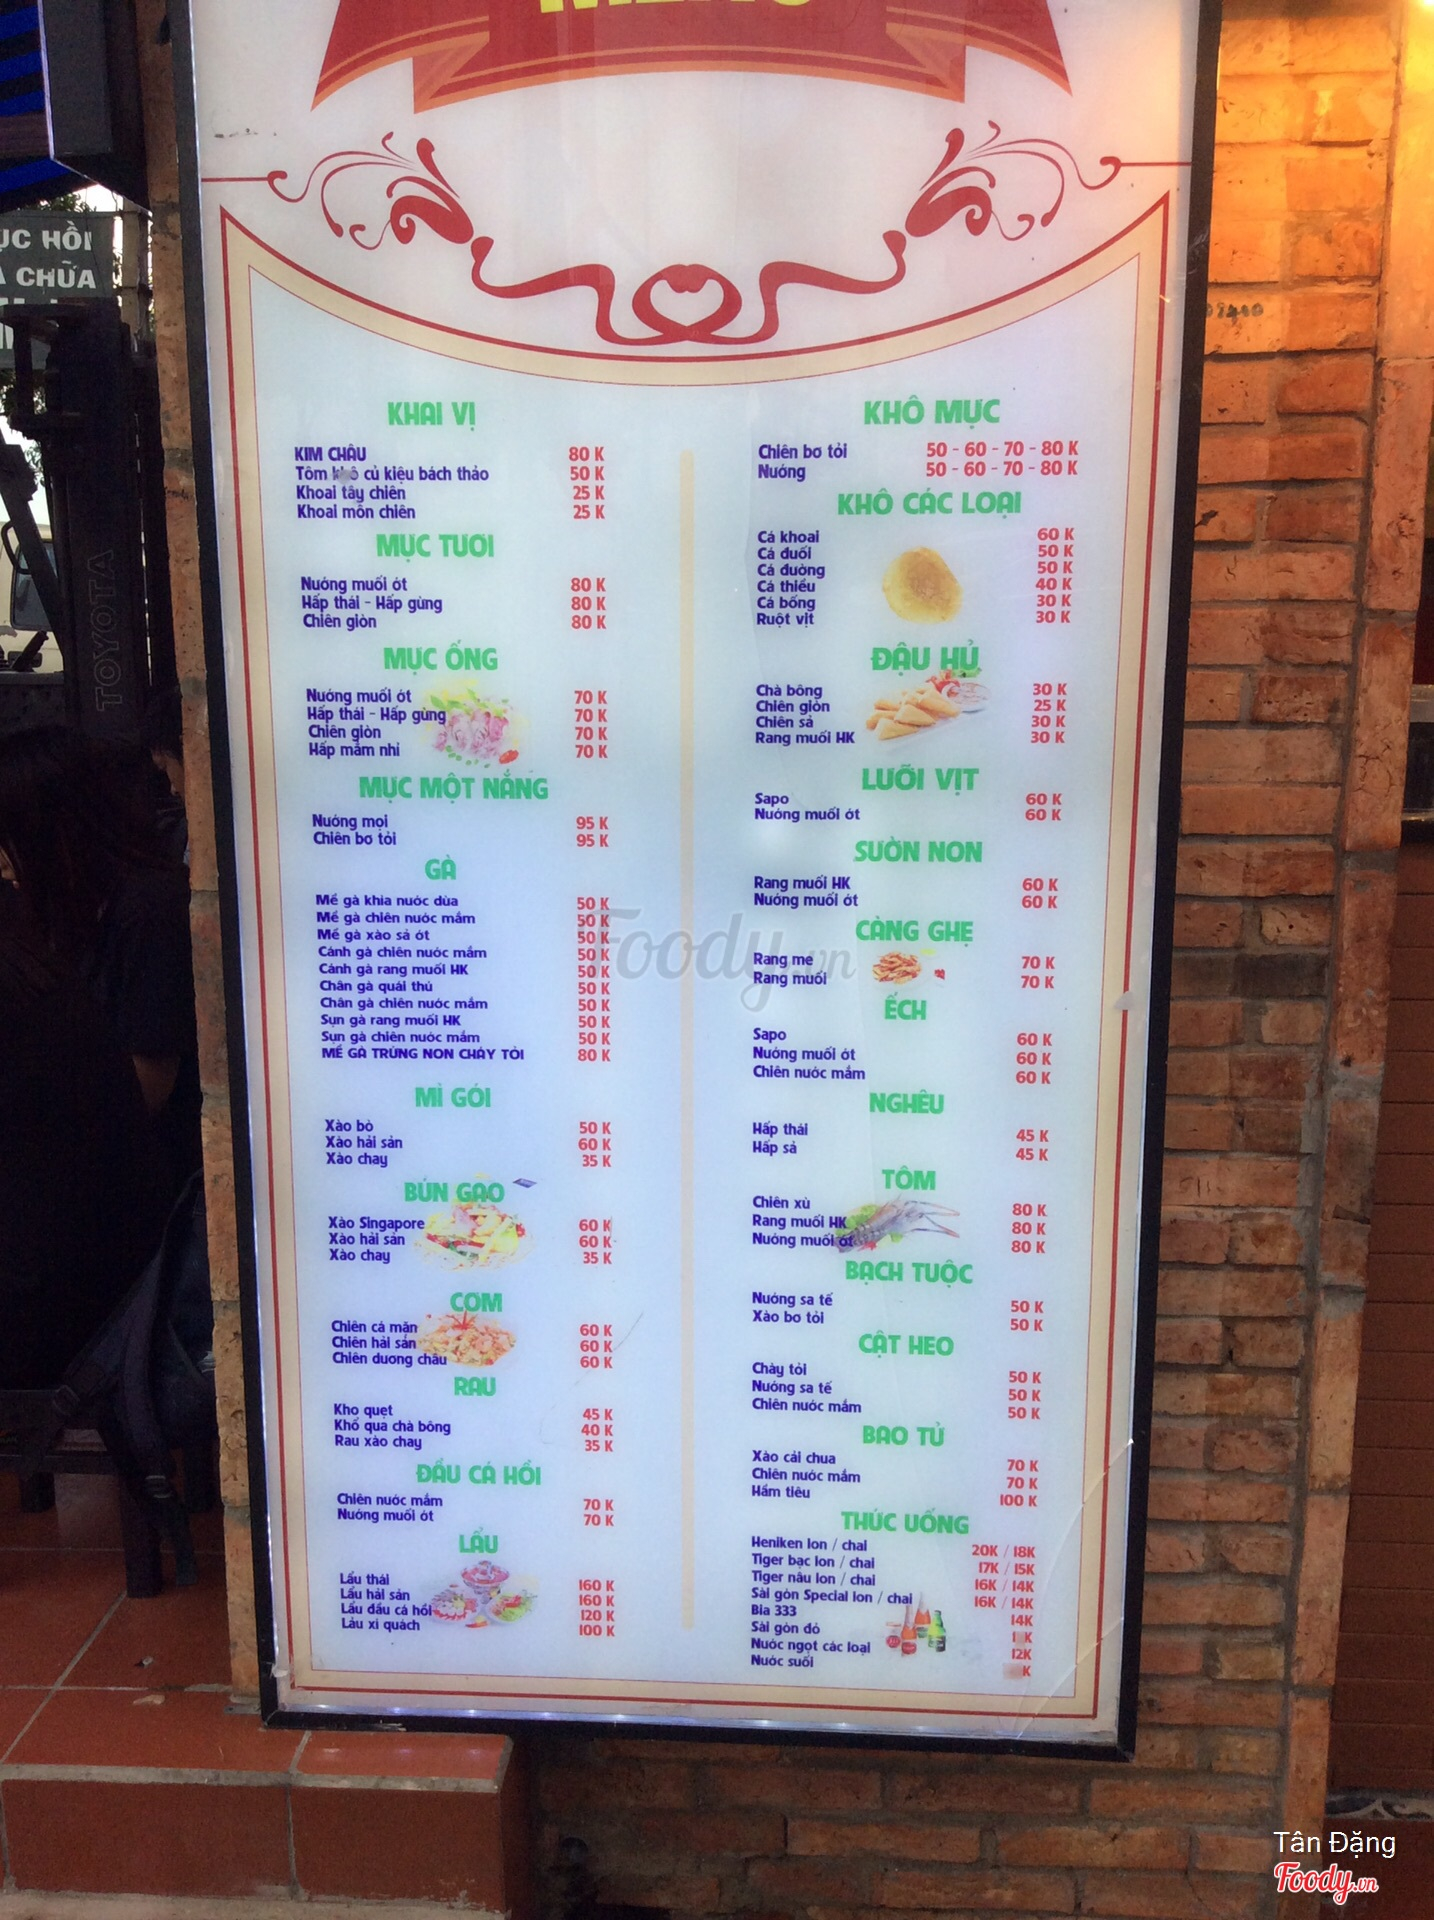 MENU
ỤC HỒI
CHỮA
TOYOTA
KHAI VỊ
KIM CHÂU 80 K
Tôm khô củ kiệu bách thảo 50 K
Khoai tây chiên 25 K
Khoai môn chiên 25 K
MỰC TƯƠI
Nướng muối ớt 80 K
Hấp thái - Hấp gừng 80 K
Chiên giòn 80 K
MỰC ỐNG
Nướng muối ớt 70 K
Hấp thái - Hấp gừng 70 K
Chiên giòn 70 K
Hấp mắm nhi 70 K
MỰC MỘT NẮNG
Nướng mọi 95 K
Chiên bơ tỏi 95 K
GÀ
Mề gà khìa nước dừa 50 K
Mề gà chiên nước mắm 50 K
Mề gà xào sả ớt 50 K
Cánh gà chiên nước mắm 50 K
Cánh gà rang muối HK 50 K
Chân gà quái thú 50 K
Chân gà chiên nước mắm 50 K
Sụn gà rang muối HK 50 K
Sụn gà chiên nước mắm 50 K
MỀ GÀ TRỨNG NON CHÁY TỎI 80 K
MÌ GÓI
Xào bò 50 K
Xào hải sản 60 K
Xào chay 35 K
BÚN GẠO
Xào Singapore 60 K
Xào hải sản 60 K
Xào chay 35 K
CƠM
Chiên cá mặn 60 K
Chiên hải sản 60 K
Chiên dương châu 60 K
RAU
Kho quẹt 45 K
Khổ qua chà bông 40 K
Rau xào chay 35 K
ĐẦU CÁ HỒI
Chiên nước mắm 70 K
Nướng muối ớt 70 K
LẨU
Lẩu thái 160 K
Lẩu hải sản 160 K
Lẩu đầu cá hồi 120 K
Lảu xí quách 100 K
KHÔ MỰC
Chiên bơ tỏi 50 - 60 - 70 - 80 K
Nướng 50 - 60 - 70 - 80 K
KHÔ CÁC LOẠI
Cá khoai 60 K
Cá đuối 50 K
Cá đường 50 K
Cá thiều 40 K
Cá bống 30 K
Ruột vịt 30 K
ĐẬU HỦ
Chà bông 30 K
Chiên giòn 25 K
Chiên sả 30 K
Rang muối HK 30 K
LƯỠI VỊT
Sapo 60 K
Nướng muối ớt 60 K
SƯỜN NON
Rang muối HK 60 K
Nướng muối ớt 60 K
CÀNG GHẸ
Rang me 70 K
Rang muối 70 K
ẾCH
Sapo 60 K
Nướng muối ớt 60 K
Chiên nước mắm 60 K
NGHÊU
Hấp thái 45 K
Hấp sả 45 K
TÔM
Chiên xù 80 K
Rang muối HK 80 K
Nướng muối ớt 80 K
BẠCH TUỘC
Nướng sa tế 50 K
Xào bơ tỏi 50 K
CẬT HEO
Cháy tỏi 50 K
Nướng sa tế 50 K
Chiên nước mắm 50 K
BAO TỬ
Xào cải chua 70 K
Chiên nước mắm 70 K
Hầm tiêu 100 K
THỨC UỐNG
Heniken lon / chai 20K / 18K
Tiger bạc lon / chai 17K / 15K
Tiger nâu lon / chai 16K / 14K
Sài gòn Special lon / chai 16K / 14K
Bia 333 14K
Sài gòn đỏ
Nước ngọt các loại 12K
Nước suối
Foody.vn
Tân Đặng
Foody.vn